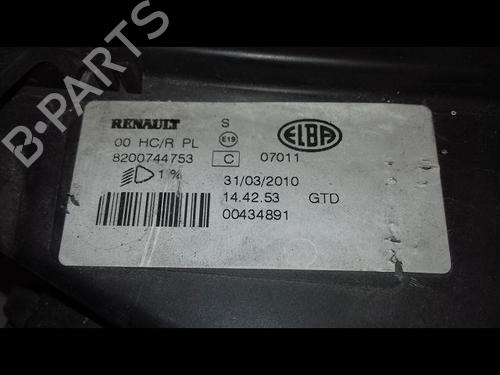 B-PARTS
RENAULT S E19 ELBA
00 HC/R PL
8200744753 C 07011
1 % 31/03/2010
14.42.53 GTD
00434891